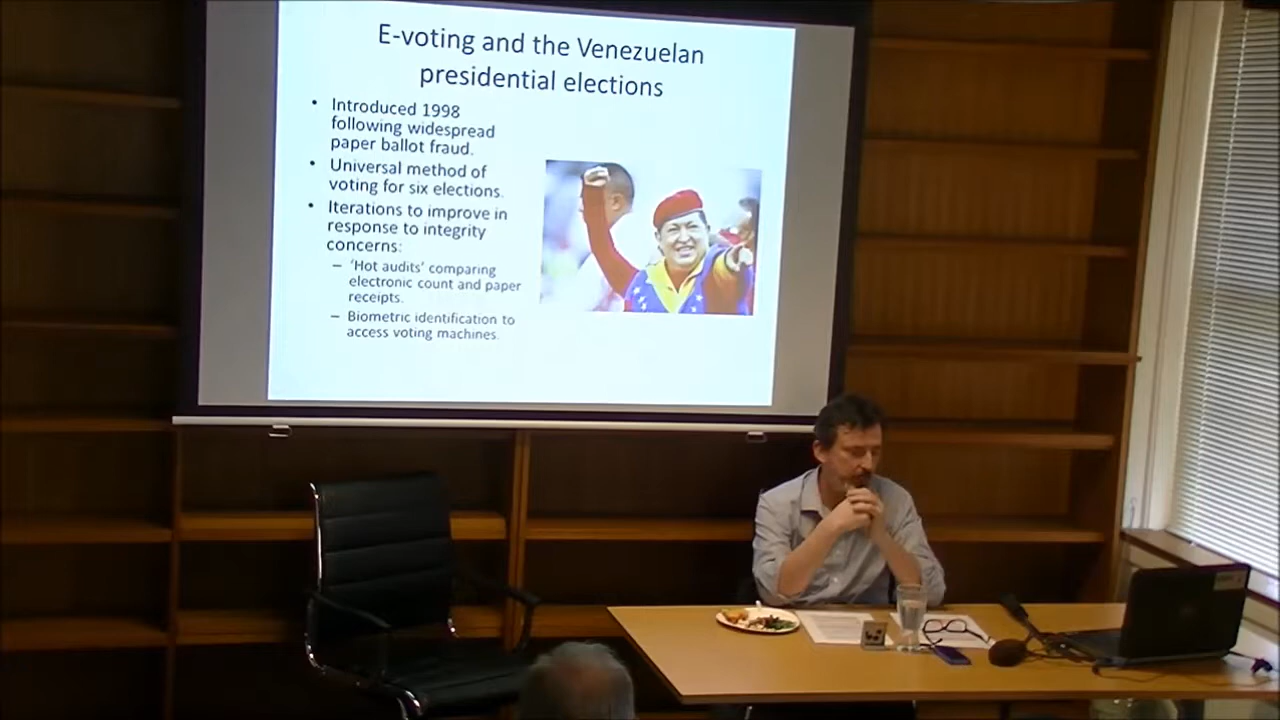 E-voting and the Venezuelan
presidential elections
• Introduced 1998
following widespread
paper ballot fraud.
• Universal method of
voting for six elections.
• Iterations to improve in
response to integrity
concerns:
– 'Hot audits' comparing
electronic count and paper
receipts.
– Biometric identification to
access voting machines.